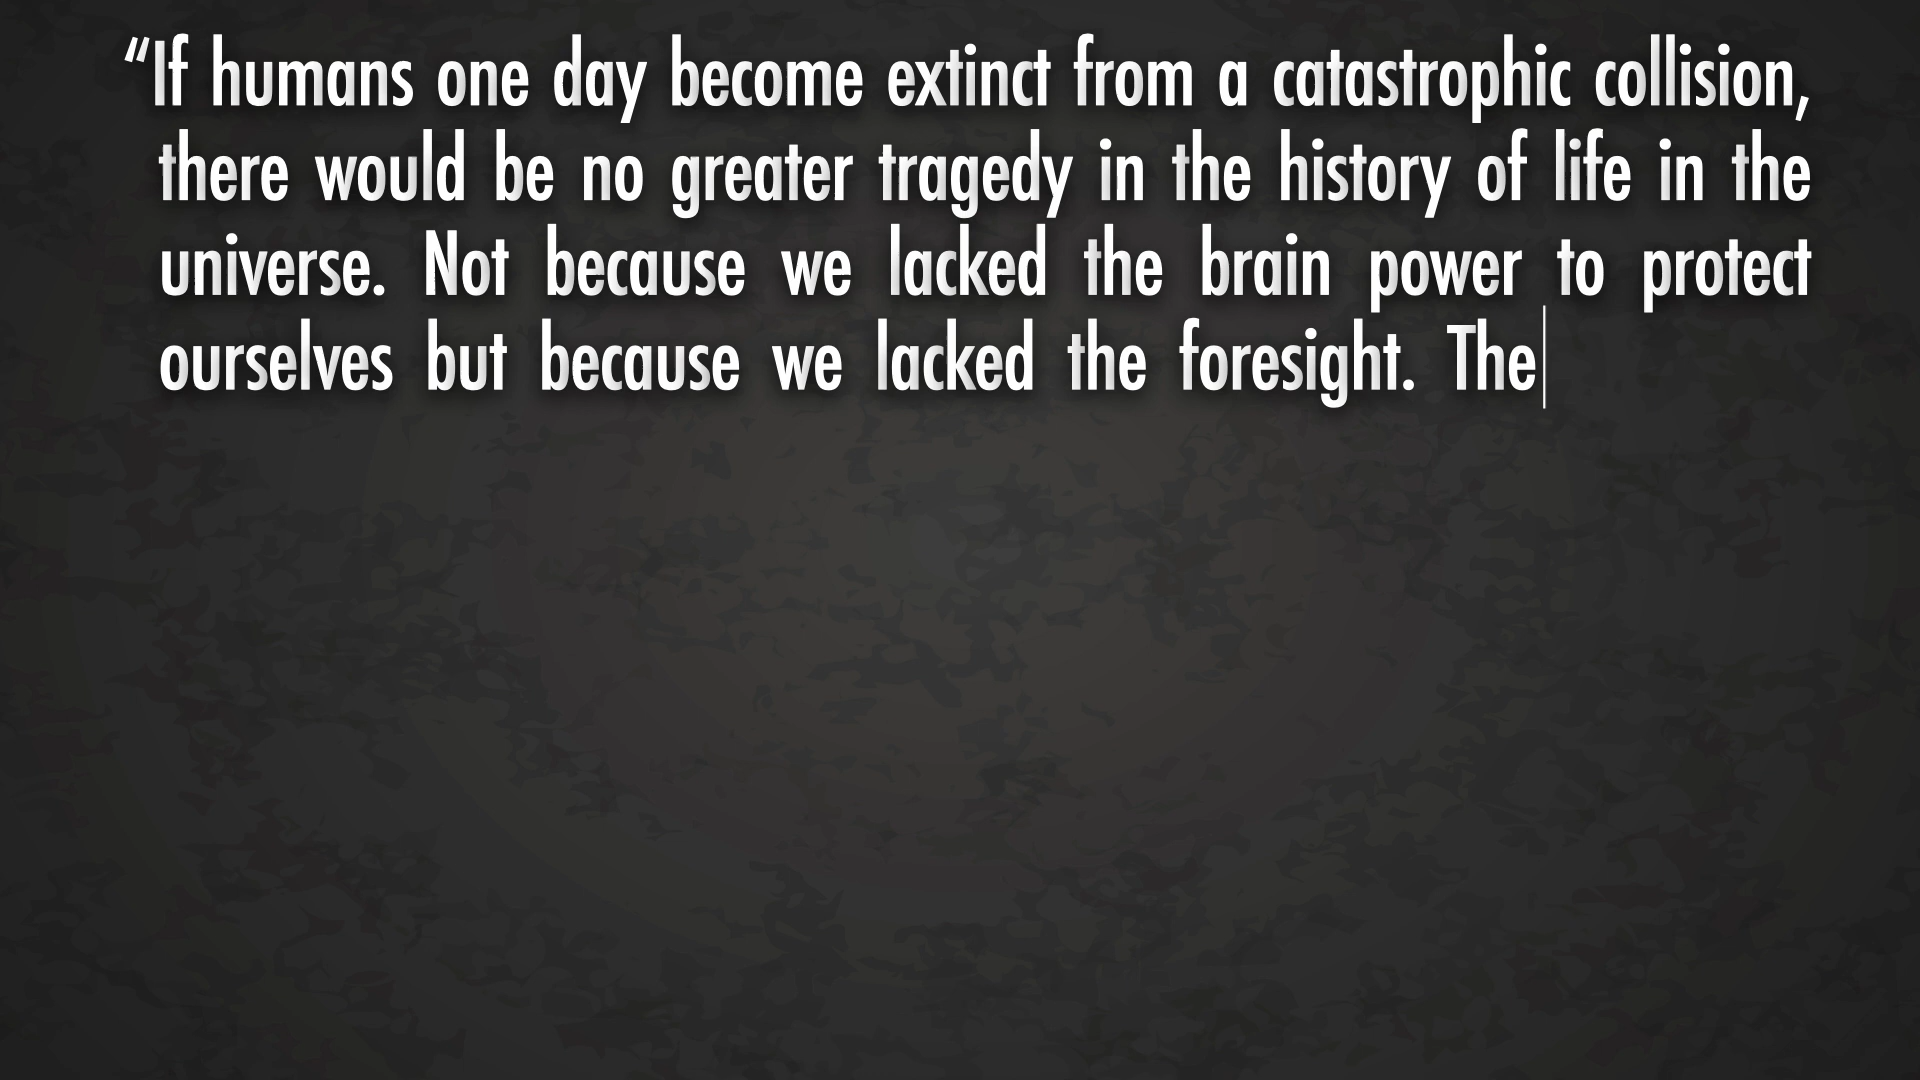 “If humans one day become extinct from a catastrophic collision,
there would be no greater tragedy in the history of life in the
universe. Not because we lacked the brain power to protect
ourselves but because we lacked the foresight. The